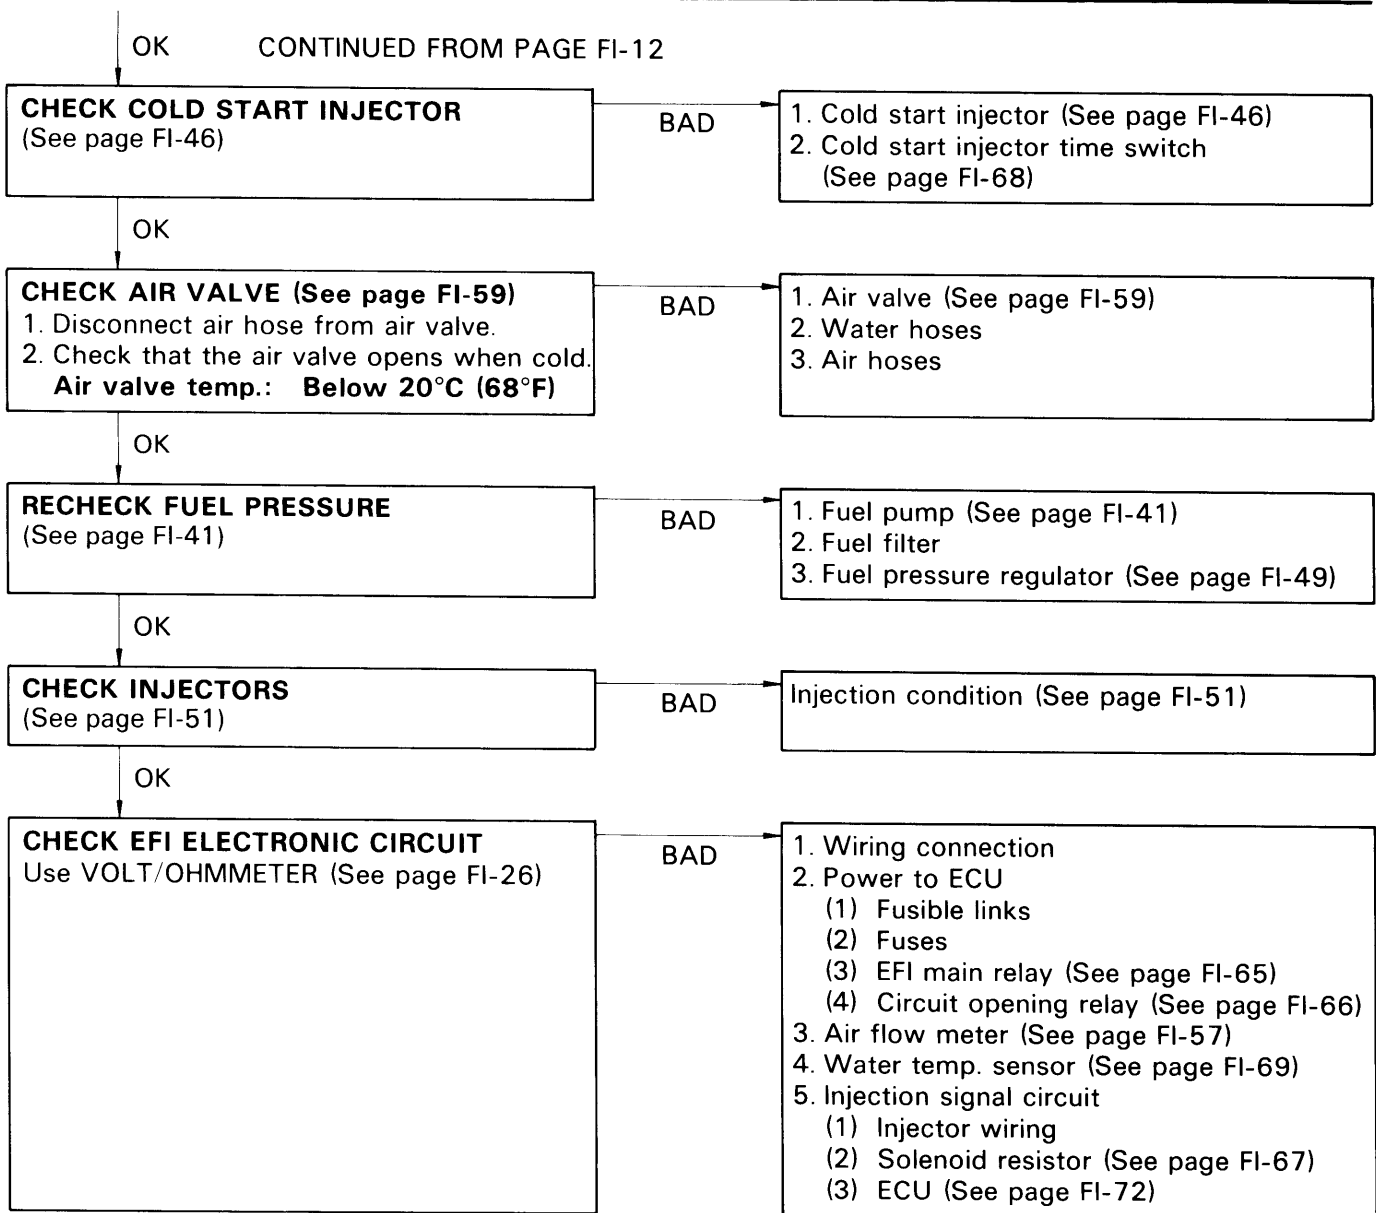 OK CONTINUED FROM PAGE FI-12
CHECK COLD START INJECTOR
(See page FI-46)
BAD
1. Cold start injector (See page FI-46)
2. Cold start injector time switch
(See page FI-68)
OK
CHECK AIR VALVE (See page FI-59)
1. Disconnect air hose from air valve.
2. Check that the air valve opens when cold.
Air valve temp.: Below 20°C (68°F)
BAD
1. Air valve (See page FI-59)
2. Water hoses
3. Air hoses
OK
RECHECK FUEL PRESSURE
(See page FI-41)
BAD
1. Fuel pump (See page FI-41)
2. Fuel filter
3. Fuel pressure regulator (See page FI-49)
OK
CHECK INJECTORS
(See page FI-51)
BAD
Injection condition (See page FI-51)
OK
CHECK EFI ELECTRONIC CIRCUIT
Use VOLT/OHMMETER (See page FI-26)
BAD
1. Wiring connection
2. Power to ECU
(1) Fusible links
(2) Fuses
(3) EFI main relay (See page FI-65)
(4) Circuit opening relay (See page FI-66)
3. Air flow meter (See page FI-57)
4. Water temp. sensor (See page FI-69)
5. Injection signal circuit
(1) Injector wiring
(2) Solenoid resistor (See page FI-67)
(3) ECU (See page FI-72)